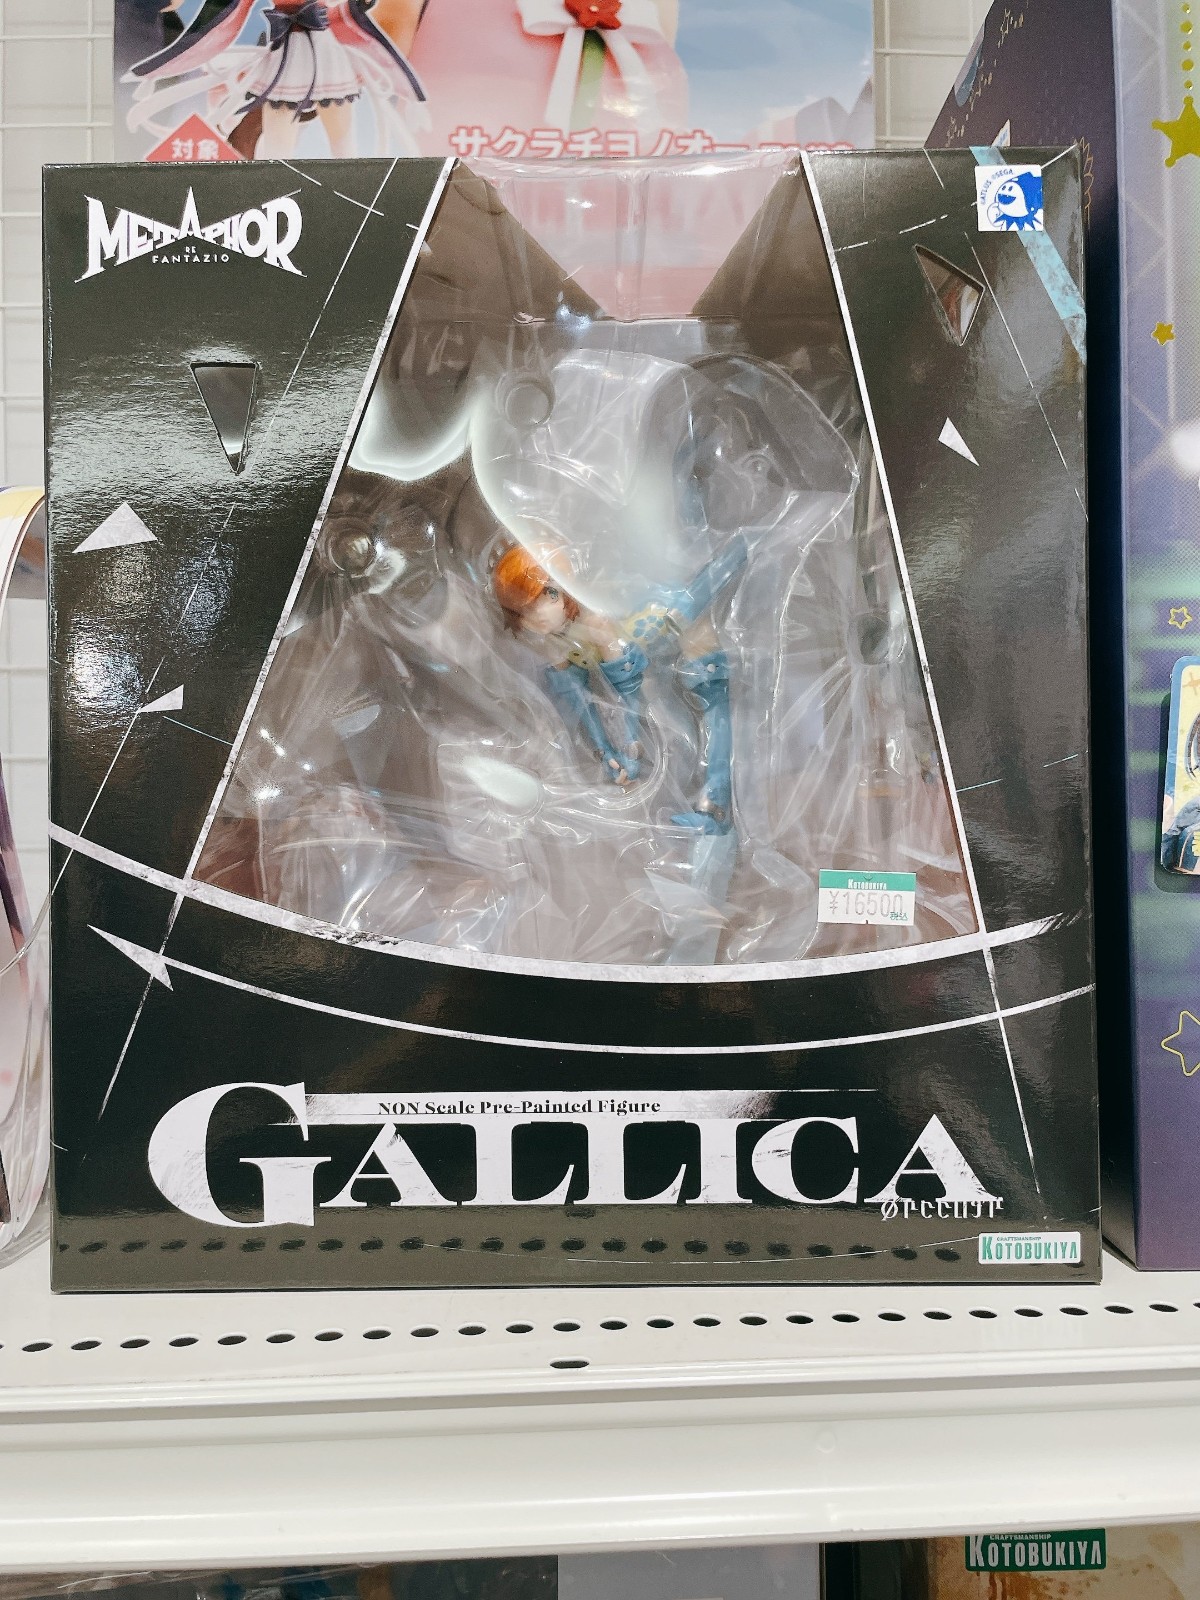 対象
サクラチヨノオー
METAPHOR
RE
FANTAZIO
©ATLUS ©SEGA
KOTOBUKIYA
¥16500
NON Scale Pre-Painted Figure
GALLICA
CRAFTSMANSHIP
KOTOBUKIYA
CRAFTSMANSHIP
KOTOBUKIYA